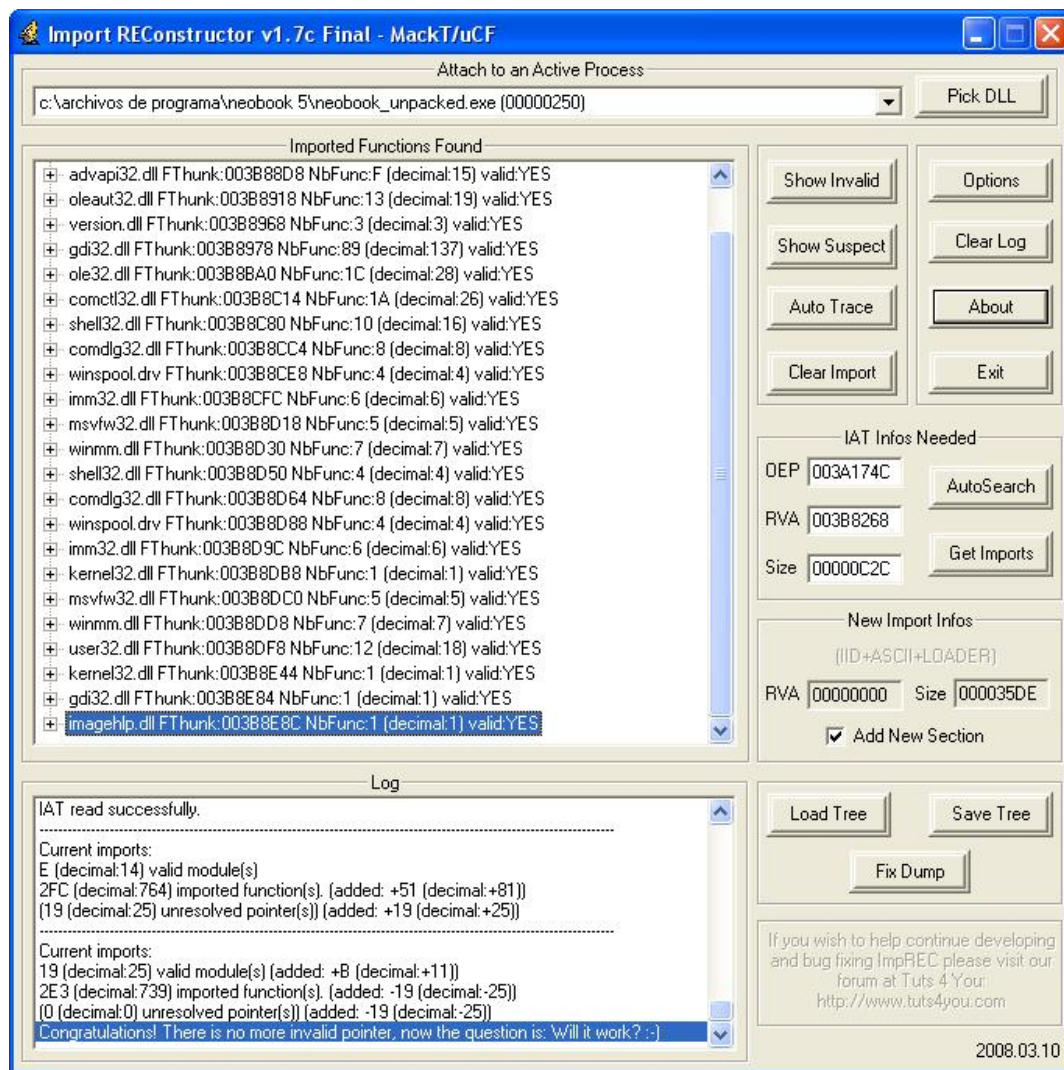 Import REConstructor v1.7c Final - MackT/uCF
Attach to an Active Process
c:\archivos de programa\neobook 5\neobook_unpacked.exe (00000250)
Pick DLL
Imported Functions Found
advapi32.dll FThunk:003B88D8 NbFunc:F (decimal:15) valid:YES
oleaut32.dll FThunk:003B8918 NbFunc:13 (decimal:19) valid:YES
version.dll FThunk:003B8968 NbFunc:3 (decimal:3) valid:YES
gdi32.dll FThunk:003B8978 NbFunc:89 (decimal:137) valid:YES
ole32.dll FThunk:003B8BA0 NbFunc:1C (decimal:28) valid:YES
comctl32.dll FThunk:003B8C14 NbFunc:1A (decimal:26) valid:YES
shell32.dll FThunk:003B8C80 NbFunc:10 (decimal:16) valid:YES
comdlg32.dll FThunk:003B8CC4 NbFunc:8 (decimal:8) valid:YES
winspool.drv FThunk:003B8CE8 NbFunc:4 (decimal:4) valid:YES
imm32.dll FThunk:003B8CFC NbFunc:6 (decimal:6) valid:YES
msvfw32.dll FThunk:003B8D18 NbFunc:5 (decimal:5) valid:YES
winmm.dll FThunk:003B8D30 NbFunc:7 (decimal:7) valid:YES
shell32.dll FThunk:003B8D50 NbFunc:4 (decimal:4) valid:YES
comdlg32.dll FThunk:003B8D64 NbFunc:8 (decimal:8) valid:YES
winspool.drv FThunk:003B8D88 NbFunc:4 (decimal:4) valid:YES
imm32.dll FThunk:003B8D9C NbFunc:6 (decimal:6) valid:YES
kernel32.dll FThunk:003B8DB8 NbFunc:1 (decimal:1) valid:YES
msvfw32.dll FThunk:003B8DC0 NbFunc:5 (decimal:5) valid:YES
winmm.dll FThunk:003B8DD8 NbFunc:7 (decimal:7) valid:YES
user32.dll FThunk:003B8DF8 NbFunc:12 (decimal:18) valid:YES
kernel32.dll FThunk:003B8E44 NbFunc:1 (decimal:1) valid:YES
gdi32.dll FThunk:003B8E84 NbFunc:1 (decimal:1) valid:YES
imagehlp.dll FThunk:003B8E8C NbFunc:1 (decimal:1) valid:YES
Show Invalid
Options
Show Suspect
Clear Log
Auto Trace
About
Clear Import
Exit
IAT Infos Needed
OEP 003A174C
AutoSearch
RVA 003B8268
Size 00000C2C
Get Imports
New Import Infos
(IID+ASCII+LOADER)
RVA 00000000 Size 000035DE
Add New Section
Log
IAT read successfully.
Current imports:
E (decimal:14) valid module(s)
2FC (decimal:764) imported function(s). (added: +51 (decimal:+81))
(19 (decimal:25) unresolved pointer(s)) (added: +19 (decimal:+25))
Current imports:
19 (decimal:25) valid module(s) (added: +B (decimal:+11))
2E3 (decimal:739) imported function(s). (added: -19 (decimal:-25))
(0 (decimal:0) unresolved pointer(s)) (added: -19 (decimal:-25))
Congratulations! There is no more invalid pointer, now the question is: Will it work? :-)
Load Tree
Save Tree
Fix Dump
If you wish to help continue developing
and bug fixing ImpREC please visit our
forum at Tuts 4 You:
http://www.tuts4you.com
2008.03.10